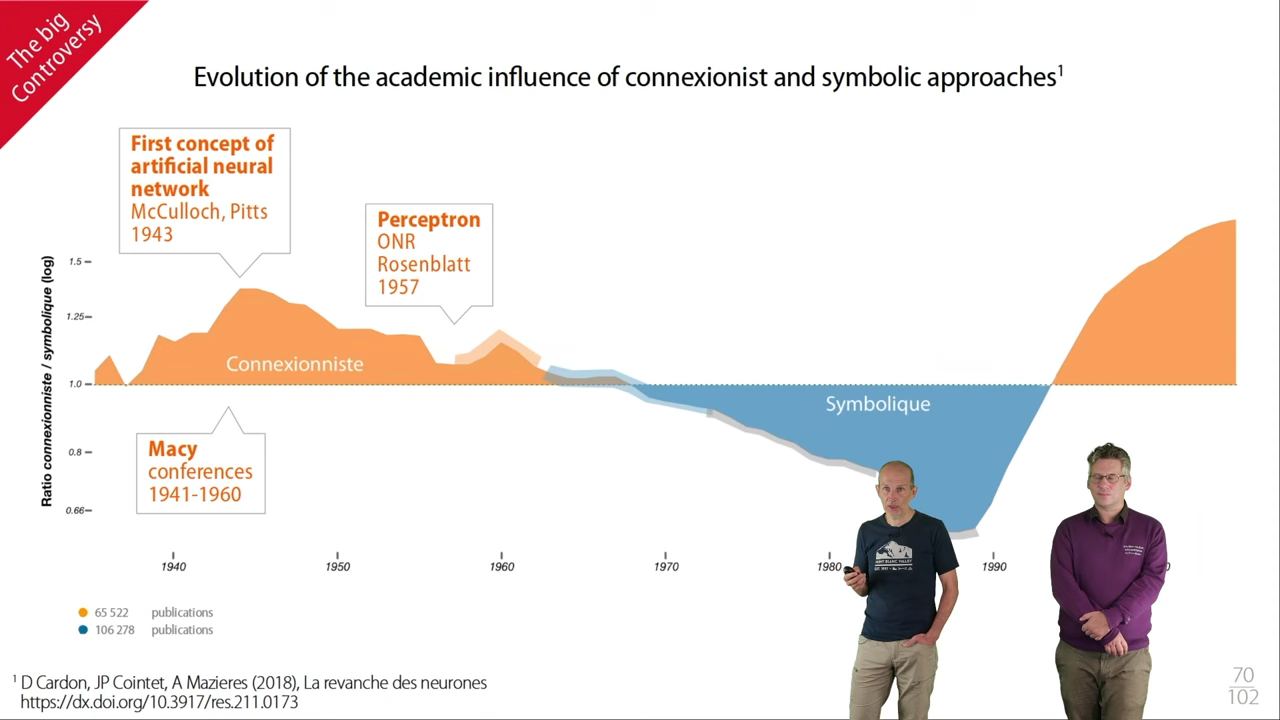 The big
Controversy
Evolution of the academic influence of connexionist and symbolic approaches¹
First concept of
artificial neural
network
McCulloch, Pitts
1943
Perceptron
ONR
Rosenblatt
1957
Ratio connexionniste / symbolique (log)
1.5
1.25
1.0
0.8
0.66
Connexionniste
Symbolique
Macy
conferences
1941-1960
1940
1950
1960
1970
1980
1990
65 522 publications
106 278 publications
¹ D Cardon, JP Cointet, A Mazieres (2018), La revanche des neurones
https://dx.doi.org/10.3917/res.211.0173
70
102